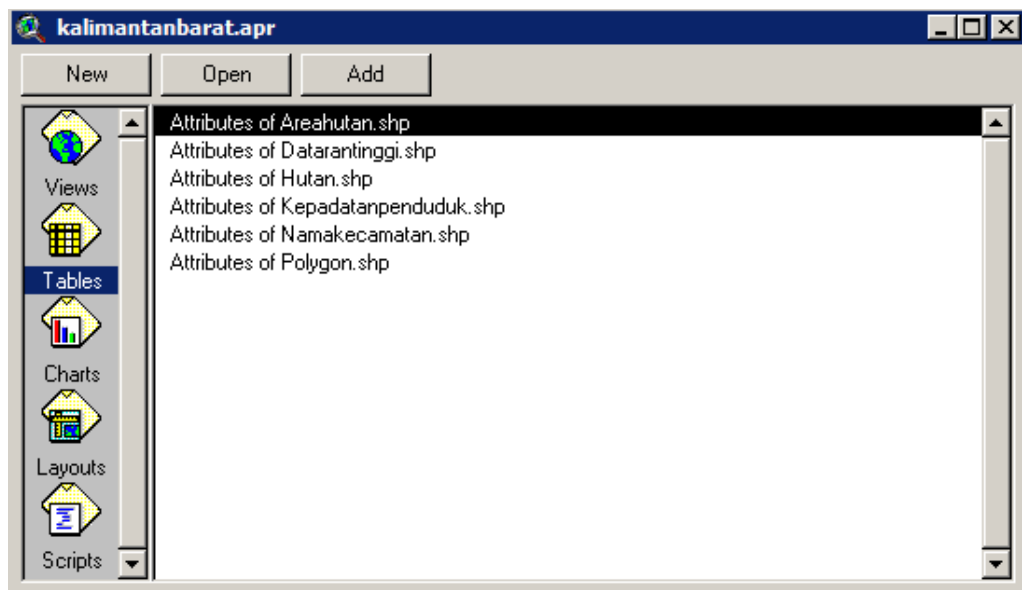 kalimantanbarat.apr
New
Open
Add
Views
Tables
Charts
Layouts
Scripts
Attributes of Areahutan.shp
Attributes of Datarantinggi.shp
Attributes of Hutan.shp
Attributes of Kepadatanpenduduk.shp
Attributes of Namakecamatan.shp
Attributes of Polygon.shp